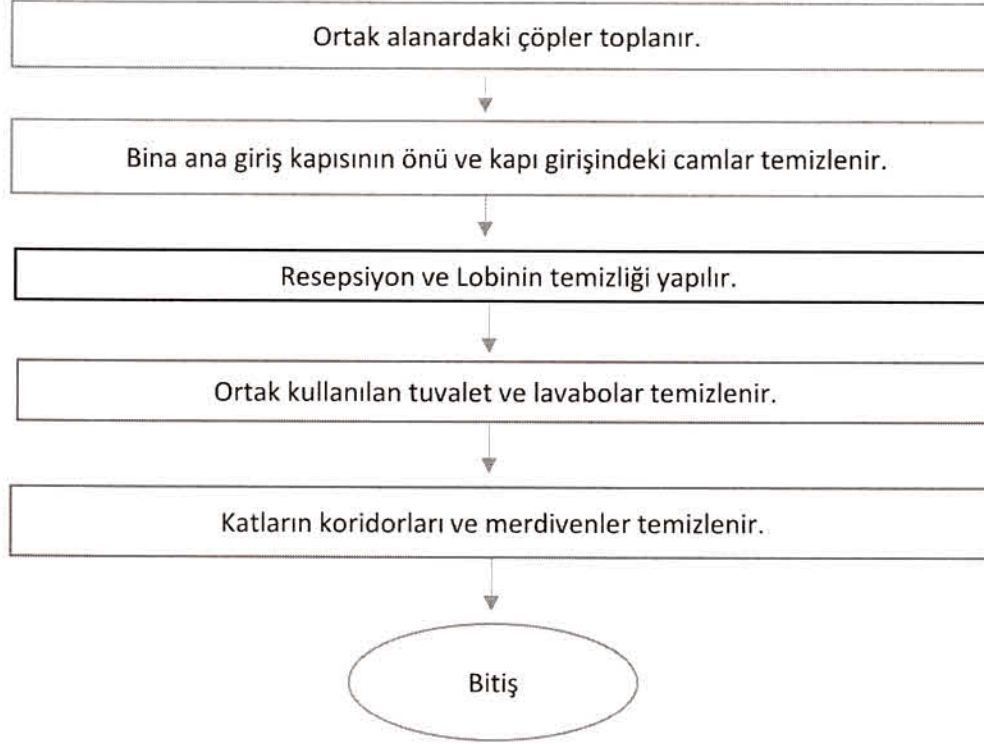 Ortak alanardaki çöpler toplanır.
Bina ana giriş kapısının önü ve kapı girişindeki camlar temizlenir.
Resepsiyon ve Lobinin temizliği yapılır.
Ortak kullanılan tuvalet ve lavabolar temizlenir.
Katların koridorları ve merdivenler temizlenir.
Bitiş